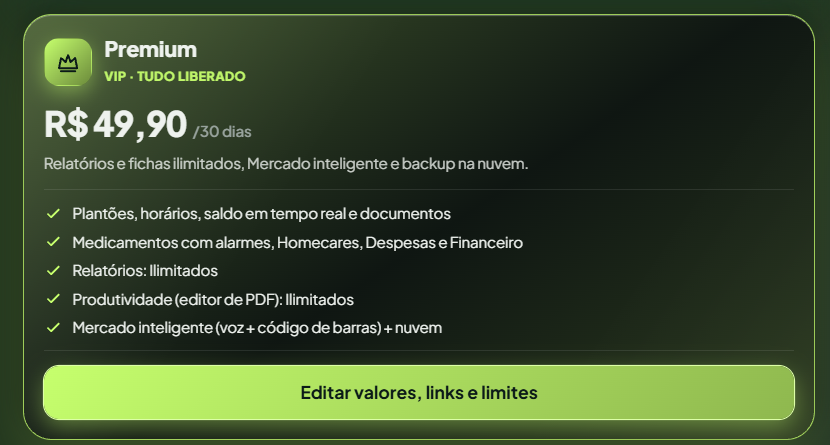 Premium
VIP · TUDO LIBERADO
R$ 49,90 /30 dias
Relatórios e fichas ilimitados, Mercado inteligente e backup na nuvem.
Plantões, horários, saldo em tempo real e documentos
Medicamentos com alarmes, Homecares, Despesas e Financeiro
Relatórios: Ilimitados
Produtividade (editor de PDF): Ilimitados
Mercado inteligente (voz + código de barras) + nuvem
Editar valores, links e limites